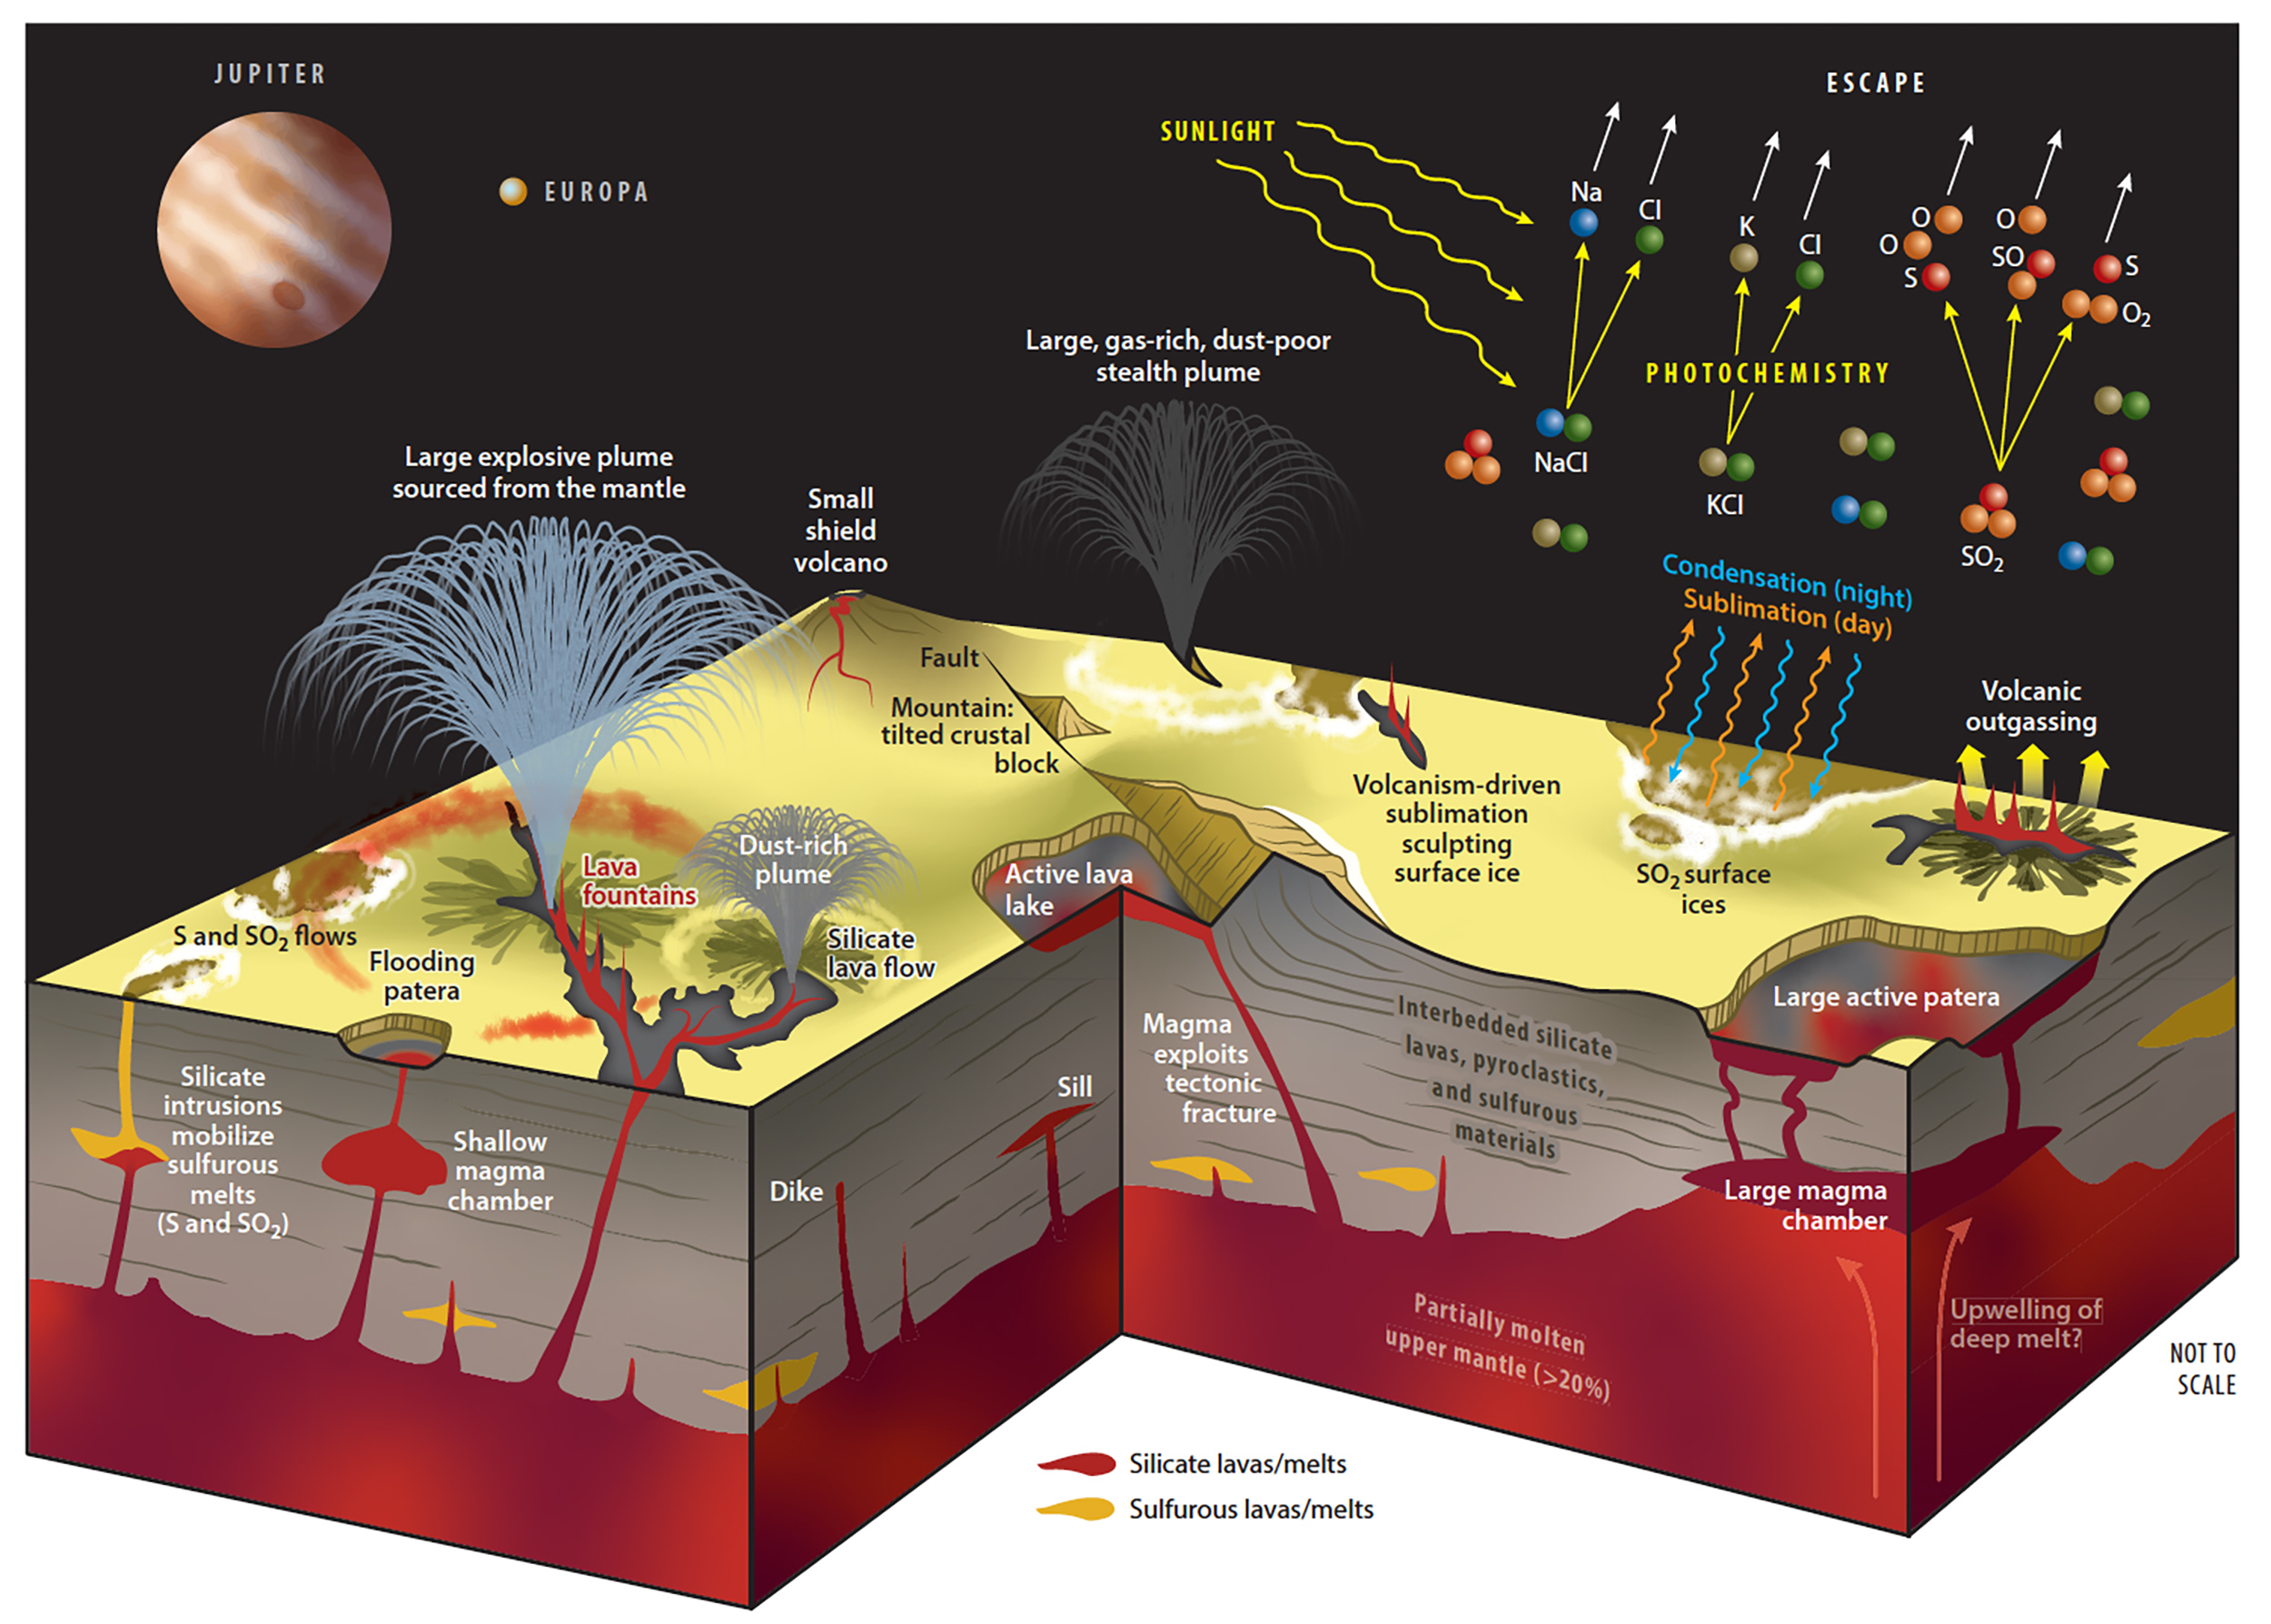 JUPITER
EUROPA
SUNLIGHT
ESCAPE
Na
Cl
K
Cl
O
O
S
O
SO
S
O2
PHOTOCHEMISTRY
NaCl
KCl
SO2
Large, gas-rich, dust-poor
stealth plume
Large explosive plume
sourced from the mantle
Small
shield
volcano
Condensation (night)
Sublimation (day)
Volcanic
outgassing
Fault
Mountain:
tilted crustal
block
Volcanism-driven
sublimation
sculpting
surface ice
SO2 surface
ices
Lava
fountains
Dust-rich
plume
Active lava
lake
S and SO2 flows
Flooding
patera
Silicate
lava flow
Large active patera
Silicate
intrusions
mobilize
sulfurous
melts
(S and SO2)
Shallow
magma
chamber
Sill
Dike
Magma
exploits
tectonic
fracture
Interbedded silicate
lavas, pyroclastics,
and sulfurous
materials
Large magma
chamber
Partially molten
upper mantle (>20%)
Upwelling of
deep melt?
NOT TO
SCALE
Silicate lavas/melts
Sulfurous lavas/melts